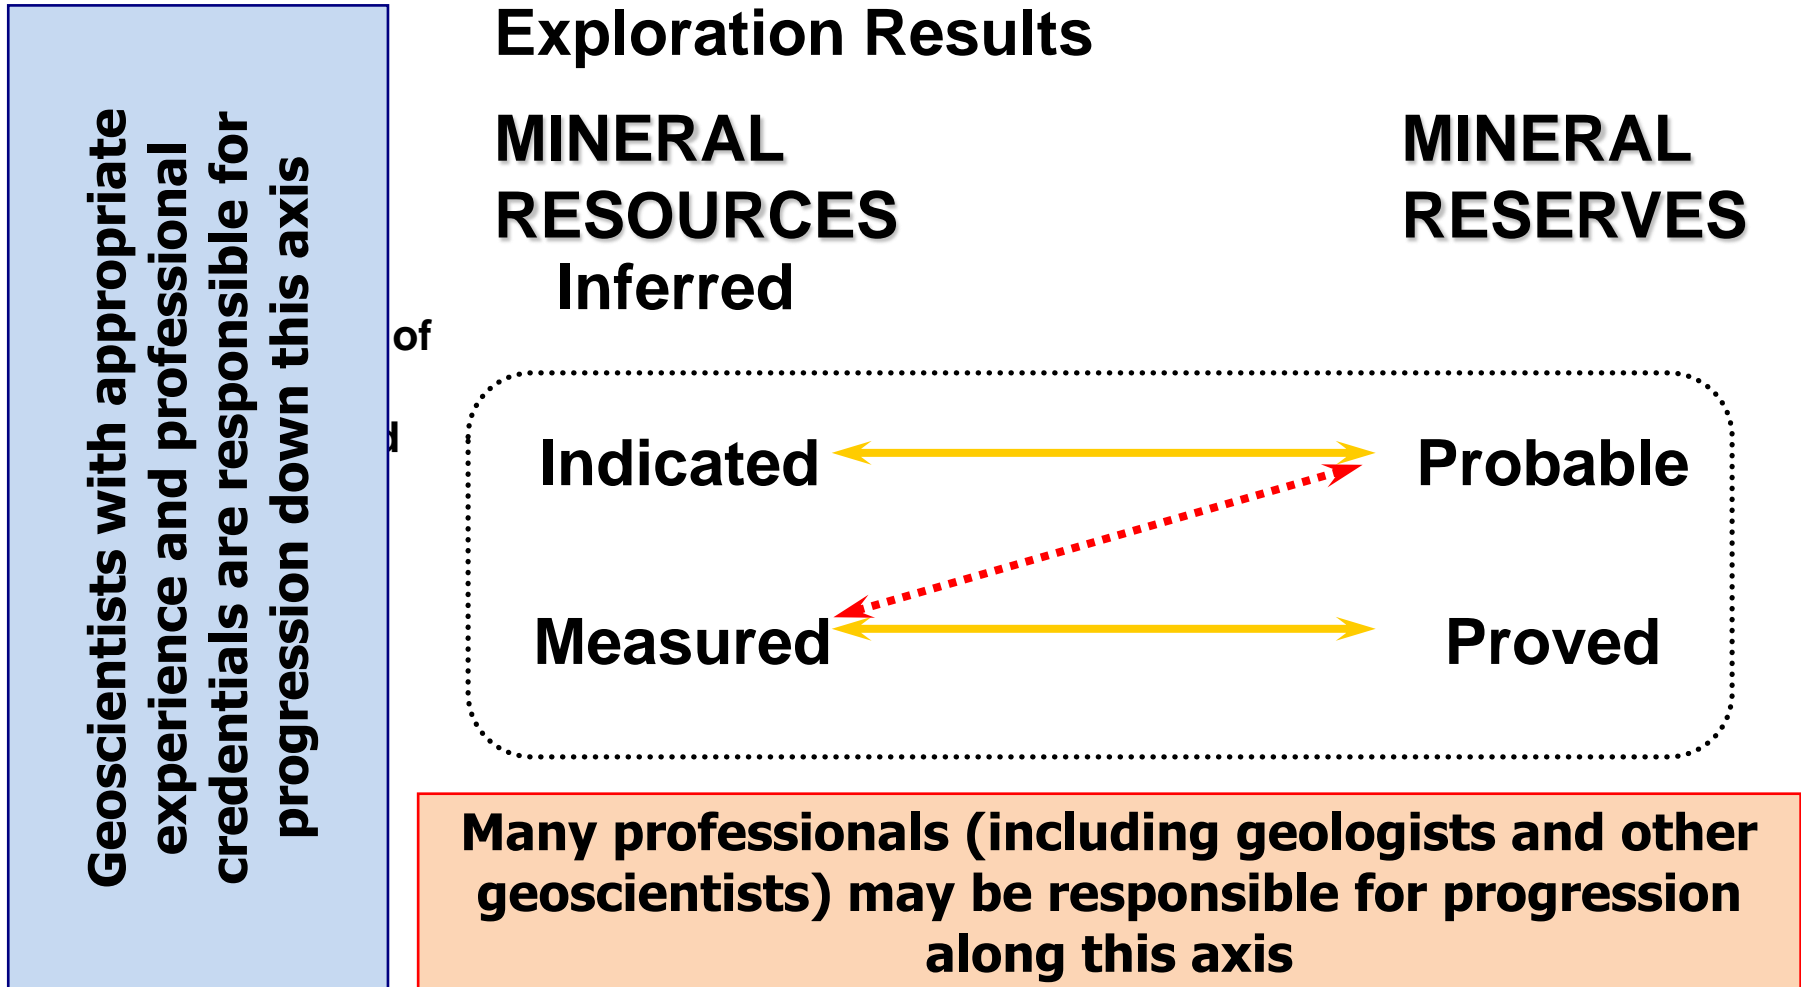 Geoscientists with appropriate
experience and professional
credentials are responsible for
progression down this axis
Exploration Results
MINERAL
RESOURCES
MINERAL
RESERVES
Inferred
of
Indicated
Probable
Measured
Proved
Many professionals (including geologists and other
geoscientists) may be responsible for progression
along this axis